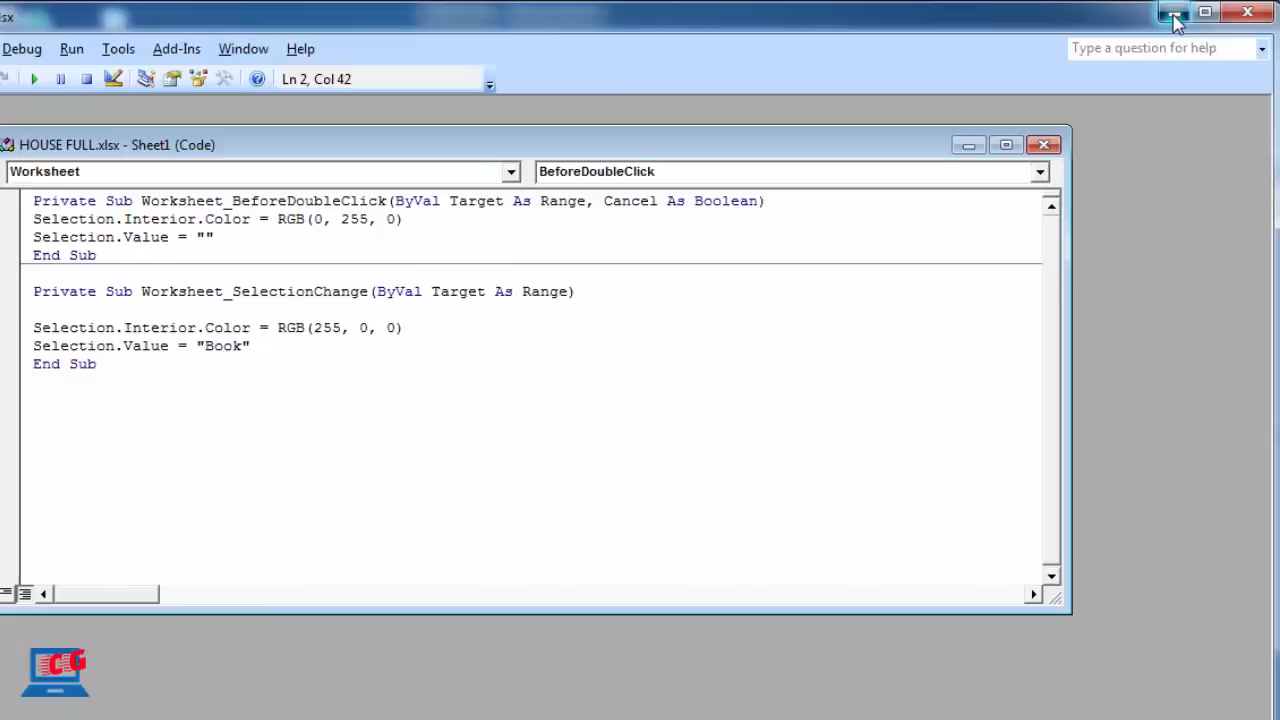 lsx
Debug Run Tools Add-Ins Window Help
Type a question for help
Ln 2, Col 42
HOUSE FULL.xlsx - Sheet1 (Code)
Worksheet
BeforeDoubleClick
Private Sub Worksheet_BeforeDoubleClick(ByVal Target As Range, Cancel As Boolean)
Selection.Interior.Color = RGB(0, 255, 0)
Selection.Value = ""
End Sub
Private Sub Worksheet_SelectionChange(ByVal Target As Range)
Selection.Interior.Color = RGB(255, 0, 0)
Selection.Value = "Book"
End Sub
CG